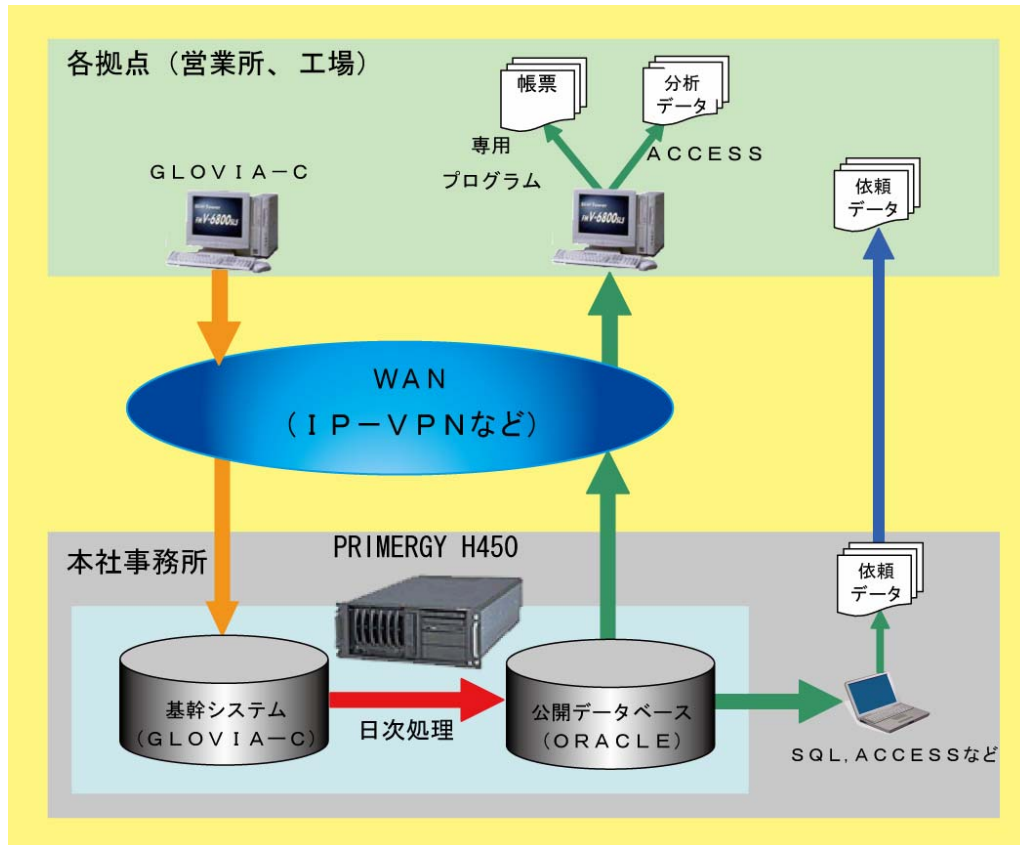 各拠点（営業所、工場）
帳票
分析
データ
専用
プログラム
ＡＣＣＥＳＳ
ＧＬＯＶＩＡ－Ｃ
V-6800
V-6800
依頼
データ
ＷＡＮ
（ＩＰ－ＶＰＮなど）
本社事務所
PRIMERGY H450
依頼
データ
基幹システム
（ＧＬＯＶＩＡ－Ｃ）
日次処理
公開データベース
（ＯＲＡＣＬＥ）
ＳＱＬ,ＡＣＣＥＳＳなど